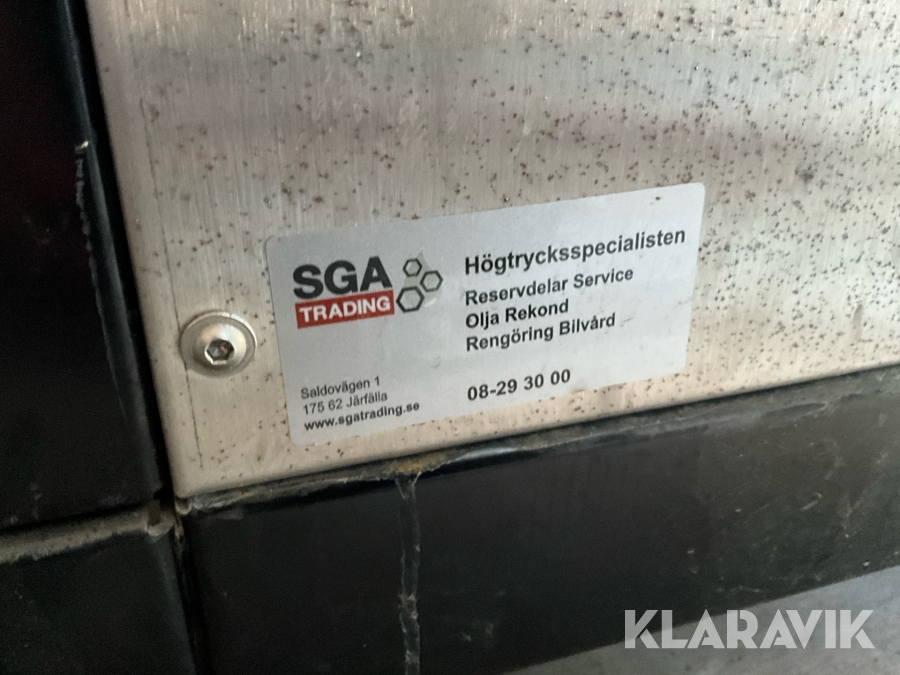 SGA
TRADING
Högtrycksspecialisten
Reservdelar Service
Olja Rekond
Rengöring Bilvård
Saldovägen 1
175 62 Järfälla
www.sgatrading.se
08-29 30 00
KLARAVIK